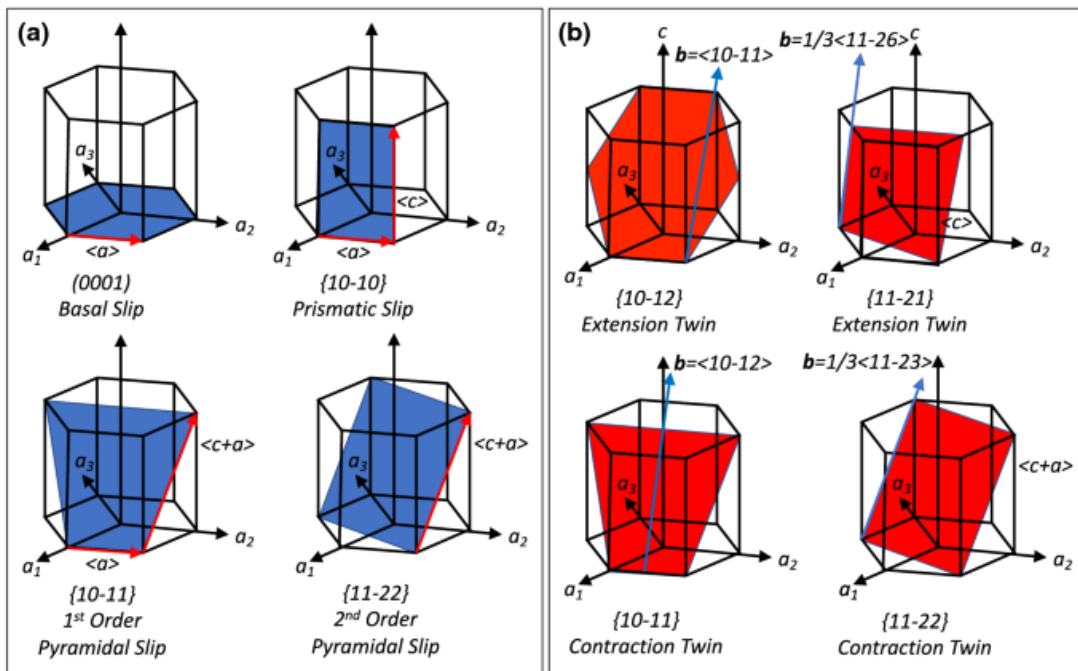 (a)
a3
a1
<a>
a2
(0001)
Basal Slip
a3
<c>
a1
<a>
a2
{10-10}
Prismatic Slip
a3
<c+a>
a1
<a>
a2
{10-11}
1st Order
Pyramidal Slip
a3
<c+a>
a1
a2
{11-22}
2nd Order
Pyramidal Slip
(b)
c
b=<10-11>
a3
a1
a2
{10-12}
Extension Twin
b=1/3<11-26>
c
a3
<c>
a1
a2
{11-21}
Extension Twin
b=<10-12>
a3
a1
a2
{10-11}
Contraction Twin
b=1/3<11-23>
<c+a>
a3
a1
a2
{11-22}
Contraction Twin